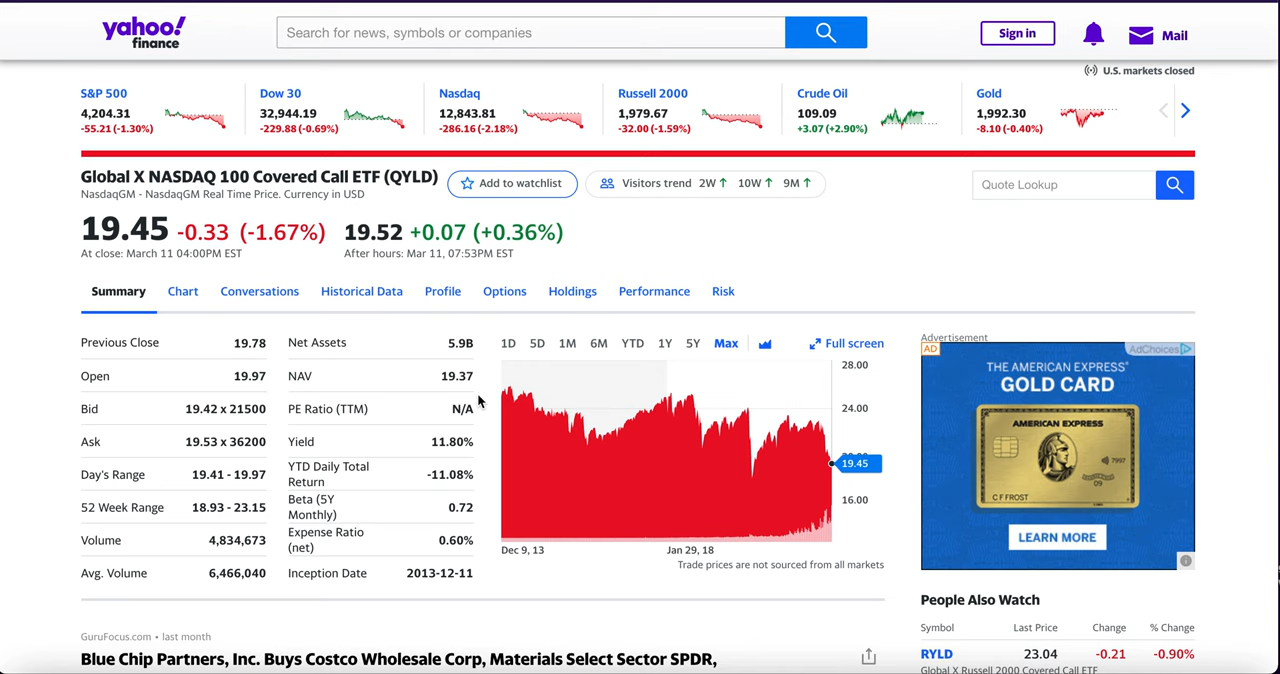 yahoo!
finance
Search for news, symbols or companies
Sign in
Mail
U.S. markets closed
S&P 500
4,204.31
-55.21 (-1.30%)
Dow 30
32,944.19
-229.88 (-0.69%)
Nasdaq
12,843.81
-286.16 (-2.18%)
Russell 2000
1,979.67
-32.00 (-1.59%)
Crude Oil
109.09
+3.07 (+2.90%)
Gold
1,992.30
-8.10 (-0.40%)
Global X NASDAQ 100 Covered Call ETF (QYLD)
NasdaqGM - NasdaqGM Real Time Price. Currency in USD
Add to watchlist
Visitors trend 2W ↑ 10W ↑ 9M ↑
Quote Lookup
19.45 -0.33 (-1.67%)
At close: March 11 04:00PM EST
19.52 +0.07 (+0.36%)
After hours: Mar 11, 07:53PM EST
Summary Chart Conversations Historical Data Profile Options Holdings Performance Risk
Previous Close 19.78
Open 19.97
Bid 19.42 x 21500
Ask 19.53 x 36200
Day's Range 19.41 - 19.97
52 Week Range 18.93 - 23.15
Volume 4,834,673
Avg. Volume 6,466,040
Net Assets 5.9B
NAV 19.37
PE Ratio (TTM) N/A
Yield 11.80%
YTD Daily Total
Return -11.08%
Beta (5Y
Monthly) 0.72
Expense Ratio
(net) 0.60%
Inception Date 2013-12-11
1D 5D 1M 6M YTD 1Y 5Y Max
Full screen
28.00
24.00
19.45
16.00
Dec 9, 13
Jan 29, 18
Trade prices are not sourced from all markets
Advertisement
AD
AdChoices
THE AMERICAN EXPRESS®
GOLD CARD
AMERICAN EXPRESS
7997
C F FROST
LEARN MORE
People Also Watch
Symbol Last Price Change % Change
RYLD 23.04 -0.21 -0.90%
Global X Russell 2000 Covered Call ETF
GuruFocus.com • last month
Blue Chip Partners, Inc. Buys Costco Wholesale Corp, Materials Select Sector SPDR,